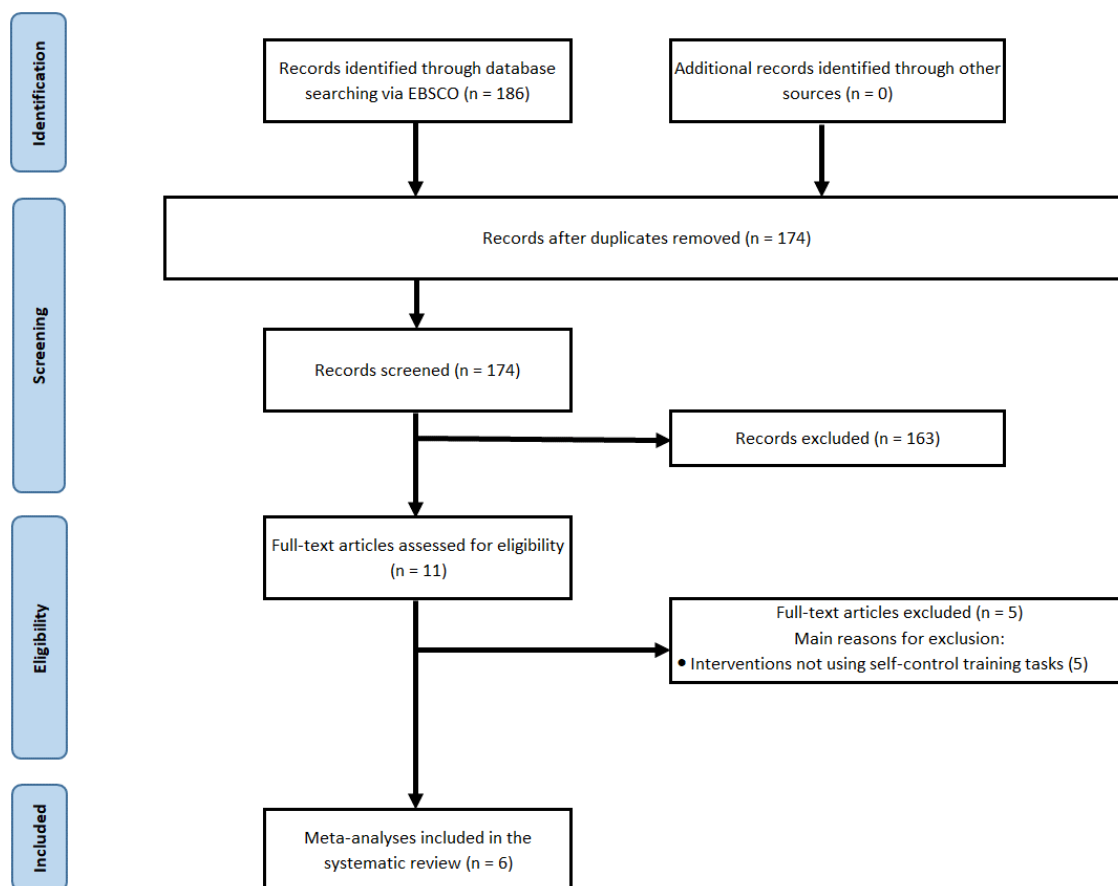 Identification
Records identified through database
searching via EBSCO (n = 186)
Additional records identified through other
sources (n = 0)
Screening
Records after duplicates removed (n = 174)
Records screened (n = 174)
Records excluded (n = 163)
Eligibility
Full-text articles assessed for eligibility
(n = 11)
Full-text articles excluded (n = 5)
Main reasons for exclusion:
• Interventions not using self-control training tasks (5)
Included
Meta-analyses included in the
systematic review (n = 6)